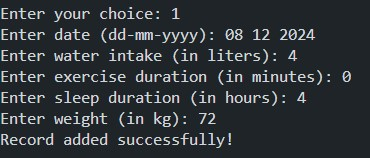 Enter your choice: 1
Enter date (dd-mm-yyyy): 08 12 2024
Enter water intake (in liters): 4
Enter exercise duration (in minutes): 0
Enter sleep duration (in hours): 4
Enter weight (in kg): 72
Record added successfully!